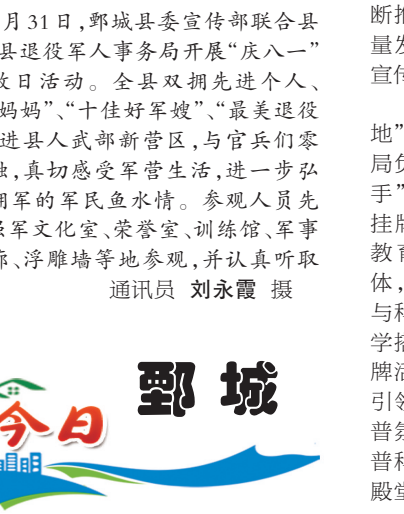 月31日，鄄城县委宣传部联合县
县退役军人事务局开展“庆八一”
放日活动。全县双拥先进个人、
妈妈”、“十佳好军嫂”、“最美退役
进县人武部新营区，与官兵们零
触，真切感受军营生活，进一步弘
拥军的军民鱼水情。参观人员先
强军文化室、荣誉室、训练馆、军事
廊、浮雕墙等地参观，并认真听取
通讯员 刘永霞 摄
今日
鄄城
断推
量发
宣传
地”
局负
手”
挂牌
教育
体，
与科
学搭
牌活
引领
普氛
普科
殿堂